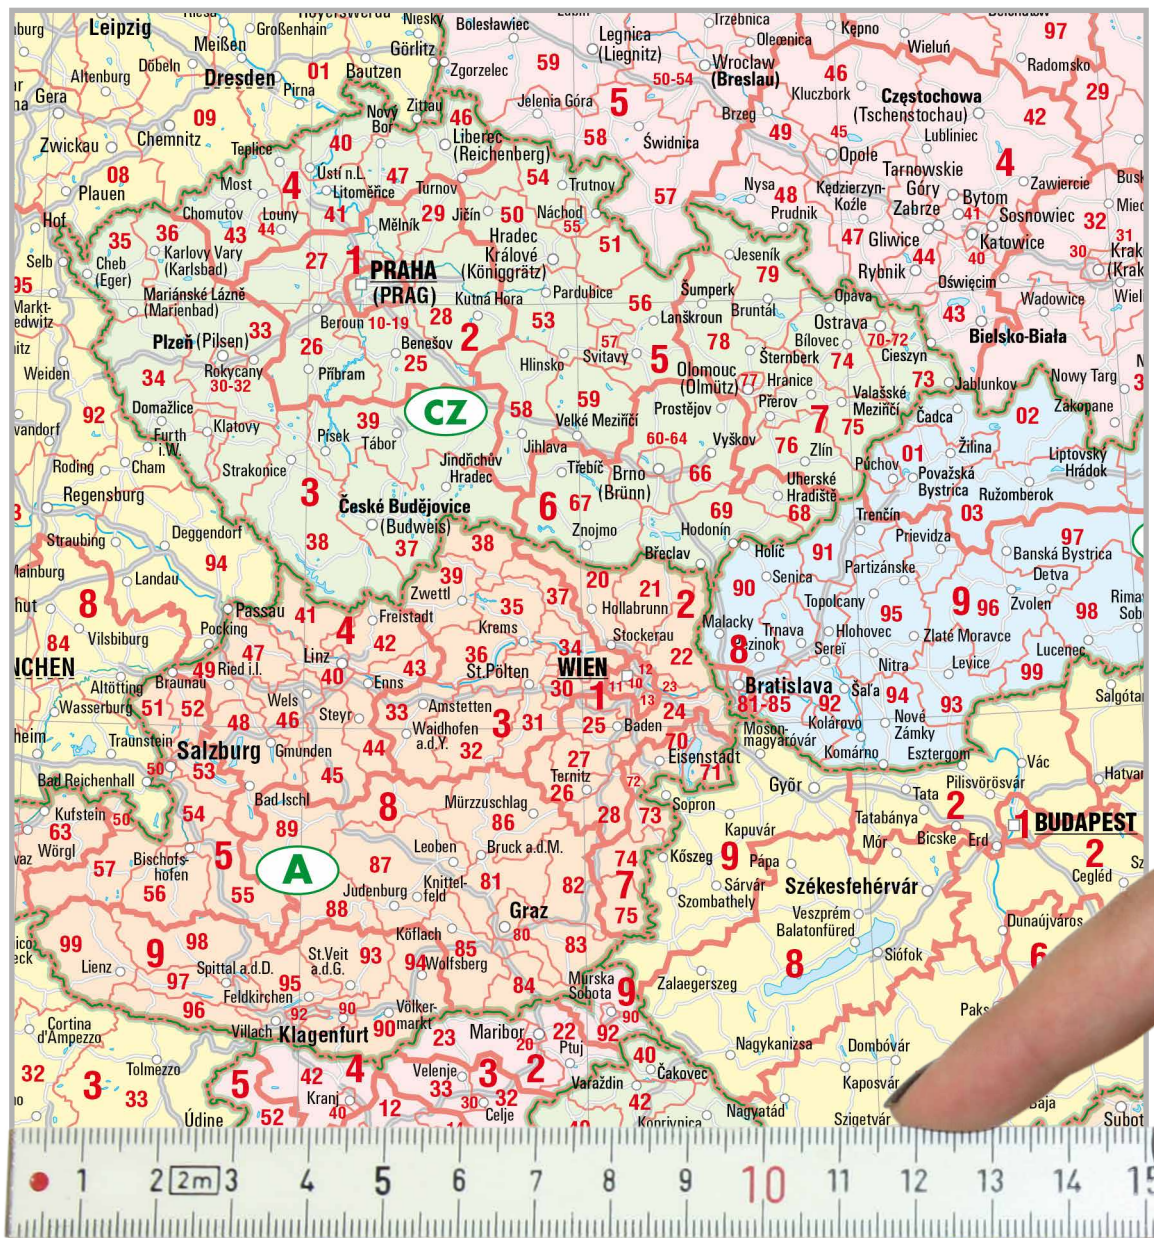 Leipzig
Riesa
Großenhain
Hoyerswerda
Niesky
Bolesławiec
Legnica
(Liegnitz)
Trzebnica
Oleśnica
Kępno
Wieluń
97
Radomsko
Meißen
Görlitz
Zgorzelec
59
50-54
Wrocław
(Breslau)
46
Kluczbork
Częstochowa
(Tschenstochau)
29
Altenburg
Döbeln
Dresden
01
Bautzen
Pirna
Gera
Zwickau
Chemnitz
09
Nový
Bor
Zittau
46
Liberec
(Reichenberg)
Jelenia Góra
5
58
Świdnica
Brzeg
49
45
Opole
Lubliniec
42
4
08
Plauen
Teplice
40
Ústí n.L.
Litoměřice
47
Turnov
54
Trutnov
57
Nysa
48
Prudnik
Kędzierzyn-
Koźle
Tarnowskie
Góry
Zabrze
Bytom
41
Zawiercie
Sosnowiec
32
31
Hof
Most
4
Chomutov
Louny
44
43
41
Mělník
29
Jičín
50
Náchod
55
51
47
Gliwice
44
Katowice
40
30
Selb
35
36
Cheb
(Eger)
Karlovy Vary
(Karlsbad)
27
1
PRAHA
(PRAG)
Hradec
Králové
(Königgrätz)
Jeseník
79
Rybnik
Oświęcim
95
Mariánské Lázně
(Marienbad)
Kutná Hora
Pardubice
56
Šumperk
Bruntál
Opava
Wadowice
43
Bielsko-Biała
33
Beroun
10-19
28
2
53
Lanškroun
78
Ostrava
Bílovec
70-72
Plzeň (Pilsen)
26
Benešov
25
Hlinsko
57
Svitavy
5
Olomouc
(Olmütz)
Šternberk
74
Cieszyn
Weiden
34
Rokycany
30-32
Příbram
CZ
58
59
77
Hranice
Přerov
Valašské
Meziříčí
73
Jablunkov
Nowy Targ
92
Domažlice
Klatovy
39
Písek
Tábor
Velké Meziříčí
Prostějov
60-64
Vyškov
7
75
Čadca
02
Zakopane
Furth
i.W.
Roding
Cham
Strakonice
Jindřichův
Hradec
Jihlava
Třebíč
Brno
(Brünn)
66
76
Zlín
Púchov
01
Žilina
Považská
Bystrica
Liptovský
Hrádok
Regensburg
3
České Budějovice
(Budweis)
6
67
69
Uherské
Hradiště
68
Ružomberok
Trenčín
03
Straubing
Deggendorf
38
37
38
Znojmo
Hodonín
Břeclav
Holíč
91
Prievidza
97
Banská Bystrica
94
Landau
39
Zwettl
35
37
20
21
Hollabrunn
2
90
Senica
Partizánske
Detva
8
Passau
41
4
Freistadt
Krems
Stockerau
Malacky
Topoľčany
95
9
96
Zvolen
98
84
Vilsbiburg
Pocking
47
Linz
42
36
34
8
Trnava
Hlohovec
Zlaté Moravce
Lucenec
49
Ried i.I.
40
43
St.Pölten
WIEN
22
Sereď
Nitra
Levice
99
Altötting
Braunau
Enns
30
1
11
10
12
13
23
Bratislava
Šaľa
94
93
Salgótar
Wasserburg
51
52
Wels
48
46
Steyr
33
Amstetten
3
31
25
Baden
24
81-85
92
Kolárovo
Nové
Zámky
Traunstein
Salzburg
Gmunden
44
Waidhofen
a.d.Y.
32
27
70
Moson-
magyaróvár
Komárno
Esztergom
Vác
Bad Reichenhall
50
53
45
Ternitz
26
Eisenstadt
71
72
Győr
Pilisvörösvár
Kufstein
50
54
Bad Ischl
8
Mürzzuschlag
86
28
73
Sopron
Tata
2
Tatabánya
63
Wörgl
89
Leoben
Bruck a.d.M.
74
Kapuvár
Mór
Bicske
Erd
1
BUDAPEST
57
Bischofs-
hofen
5
A
87
81
82
7
Kőszeg
9
Pápa
2
Cegléd
56
55
Judenburg
Knittel-
feld
75
Sárvár
Szombathely
Székesfehérvár
88
Graz
80
Veszprém
Balatonfüred
Dunaújváros
99
9
98
St.Veit
a.d.G.
93
Köflach
85
83
8
Siófok
6
Lienz
97
Spittal a.d.D.
95
94
Wolfsberg
84
Murska
Sobota
9
Zalaegerszeg
Paks
96
Feldkirchen
92
90
Völker-
markt
90
90
Cortina
d'Ampezzo
Villach
Klagenfurt
90
23
Maribor
20
22
92
Ptuj
40
Nagykanizsa
Dombóvár
Tolmezzo
4
Velenje
3
2
Čakovec
Kaposvár
32
3
33
5
42
Kranj
33
30
32
Varaždin
42
Nagyatád
Szigetvár
Baja
Údine
52
40
12
Celje
Koprivnica
1
2
2m
3
4
5
6
7
8
9
10
11
12
13
14
15